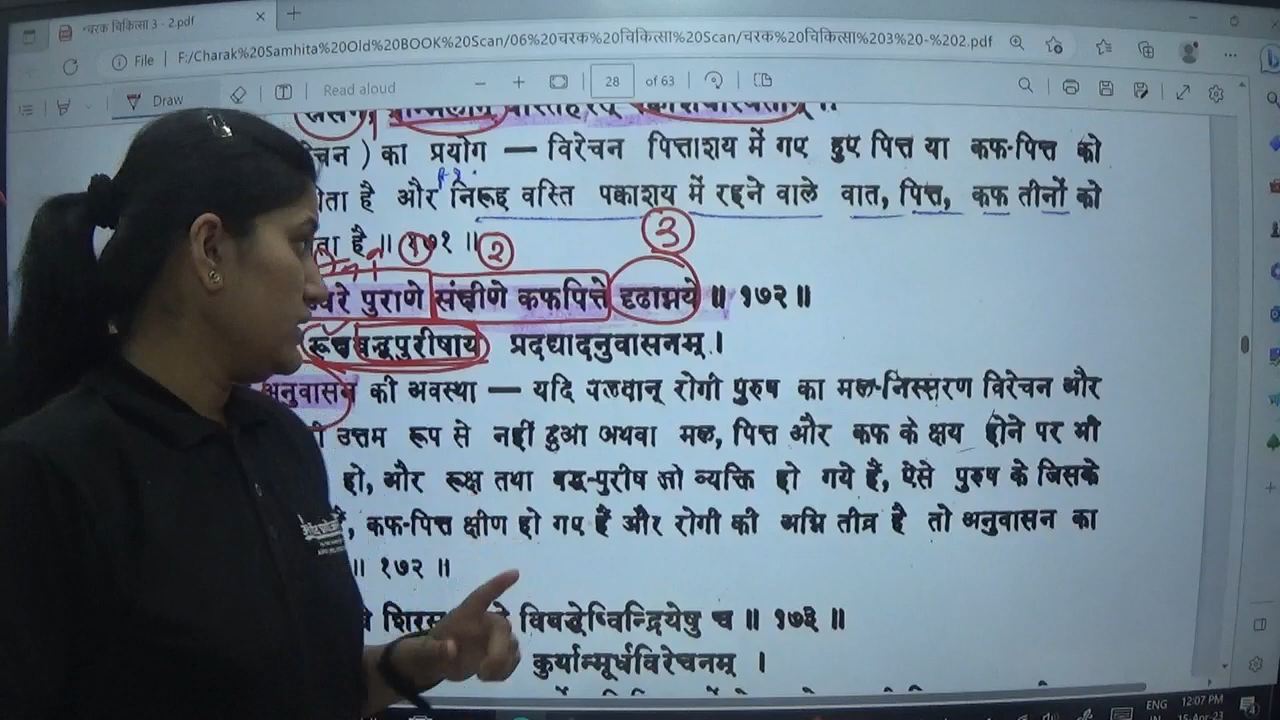 चरक चिकित्सा 3 - 2.pdf
File F:/Charak%20Samhita%20Old%20BOOK%20Scan/06%20चरक%20चिकित्सा%20Scan/चरक%20चिकित्सा%203%20-%202.pdf
Draw Read aloud 28 of 63
) का प्रयोग — विरेचन पित्ताशय में गए हुए पित्त या कफ-पित्त को
है और निरूह वस्ति पक्वाशय में रहने वाले वात, पित्त, कफ तीनों को
है ॥ १७१ ॥
1 2 3
पुराणे संक्षीणे कफपित्ते दृढाग्नये ॥ १७२ ॥
रूक्षबद्धपुरीषाय प्रदद्यादनुवासनम् ।
अनुवासन की अवस्था — यदि बलवान् रोगी पुरुष का मल-निस्सरण विरेचन और
उत्तम रूप से नहीं हुआ अथवा मल, पित्त और कफ के क्षय होने पर भी
हो, और रूक्ष तथा बद्ध-पुरीष जो व्यक्ति हो गये हैं, ऐसे पुरुष के जिसके
, कफ-पित्त क्षीण हो गए हैं और रोगी की अग्नि तीव्र है तो अनुवासन का
॥ १७२ ॥
विबद्धेष्विन्द्रियेषु च ॥ १७३ ॥
कुर्यान्मूर्धविरेचनम् ।
ENG 12:07 PM